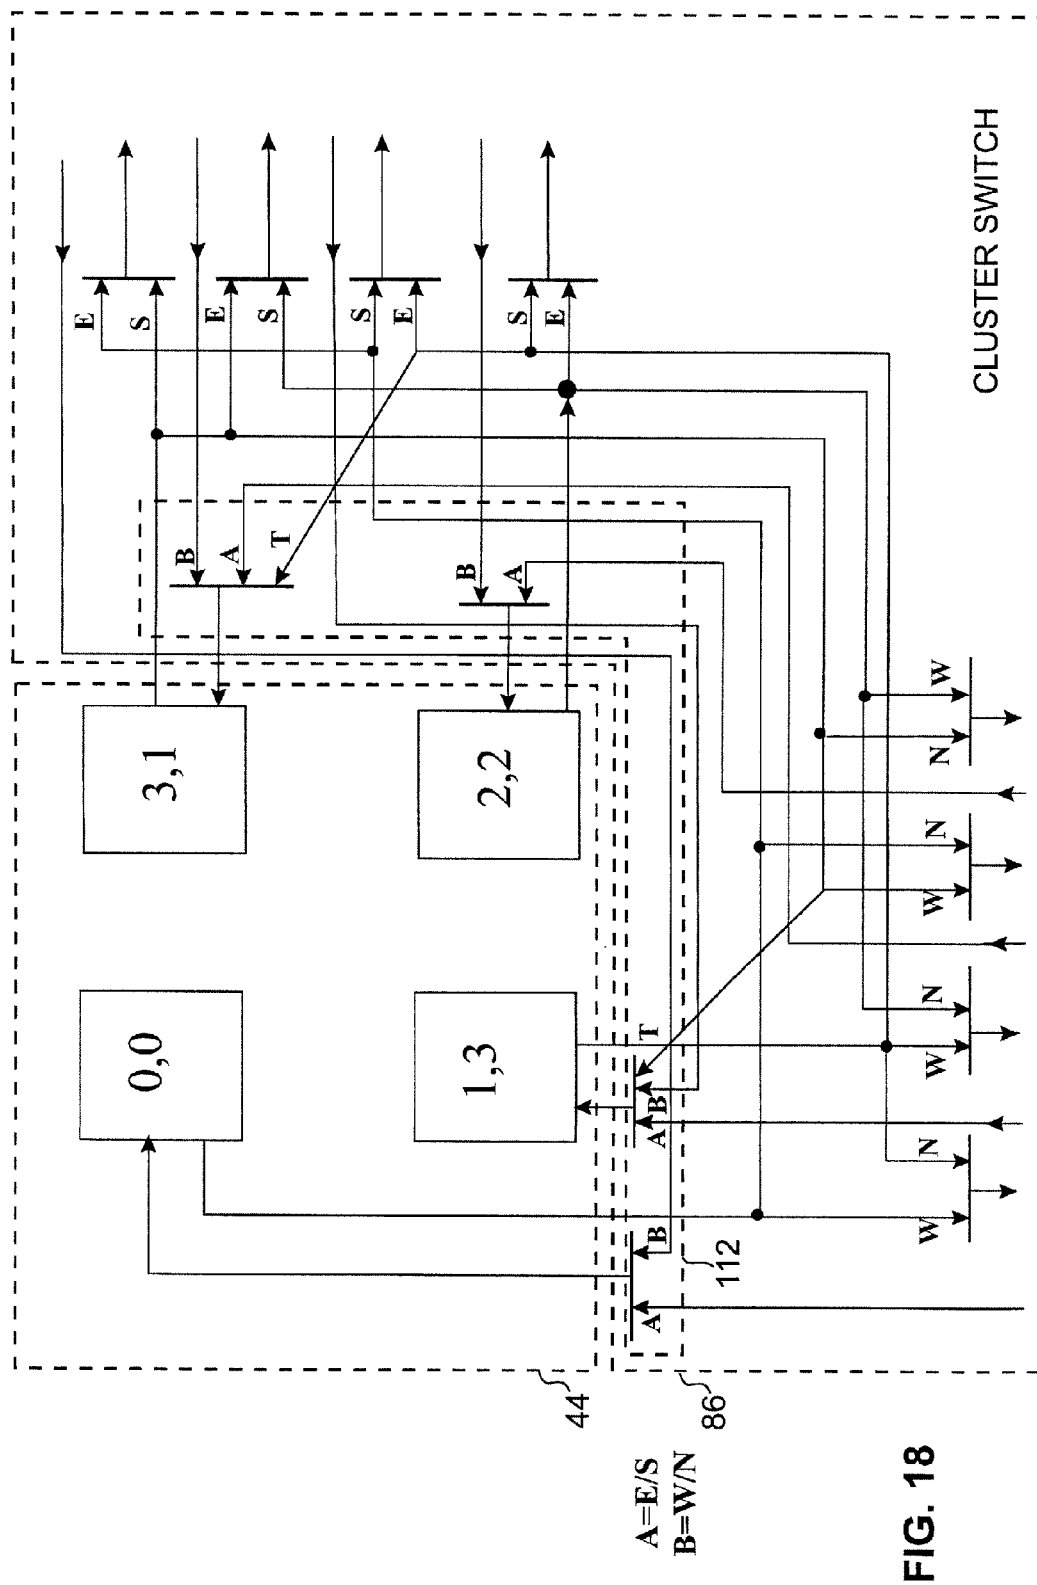 E
S
0,0
3,1
B
E
A
S
T
S
E
B
1,3
2,2
A
S
E
44
A=E/S
A
B
A
B
T
B=W/N
86
112
FIG. 18
W
N
W
N
W
N
N
W
CLUSTER SWITCH